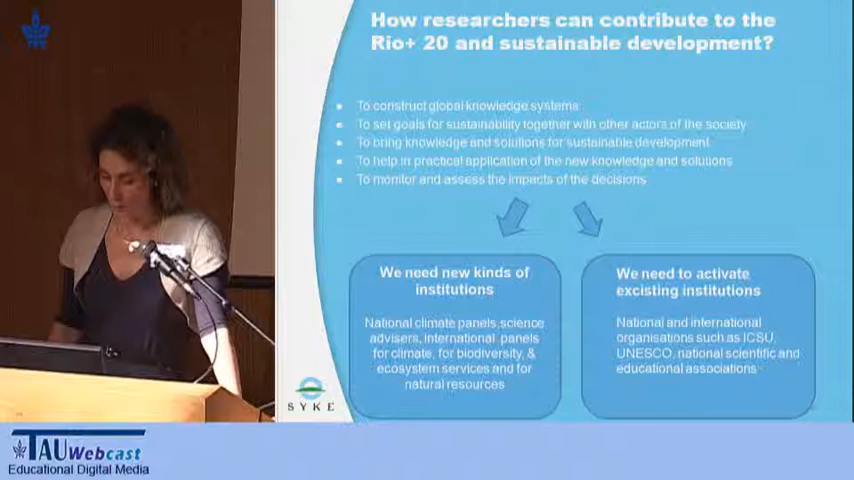 How researchers can contribute to the
Rio+ 20 and sustainable development?
To construct global knowledge systems
To set goals for sustainability together with other actors of the society
To bring knowledge and solutions for sustainable development
To help in practical application of the new knowledge and solutions
To monitor and assess the impacts of the decisions
We need new kinds of
institutions
National climate panels,science
advisers, international panels
for climate, for biodiversity, &
ecosystem services and for
natural resources
We need to activate
excisting institutions
National and international
organisations such as ICSU,
UNESCO, national scientific and
educational associations
SYKE
TAU Webcast
Educational Digital Media